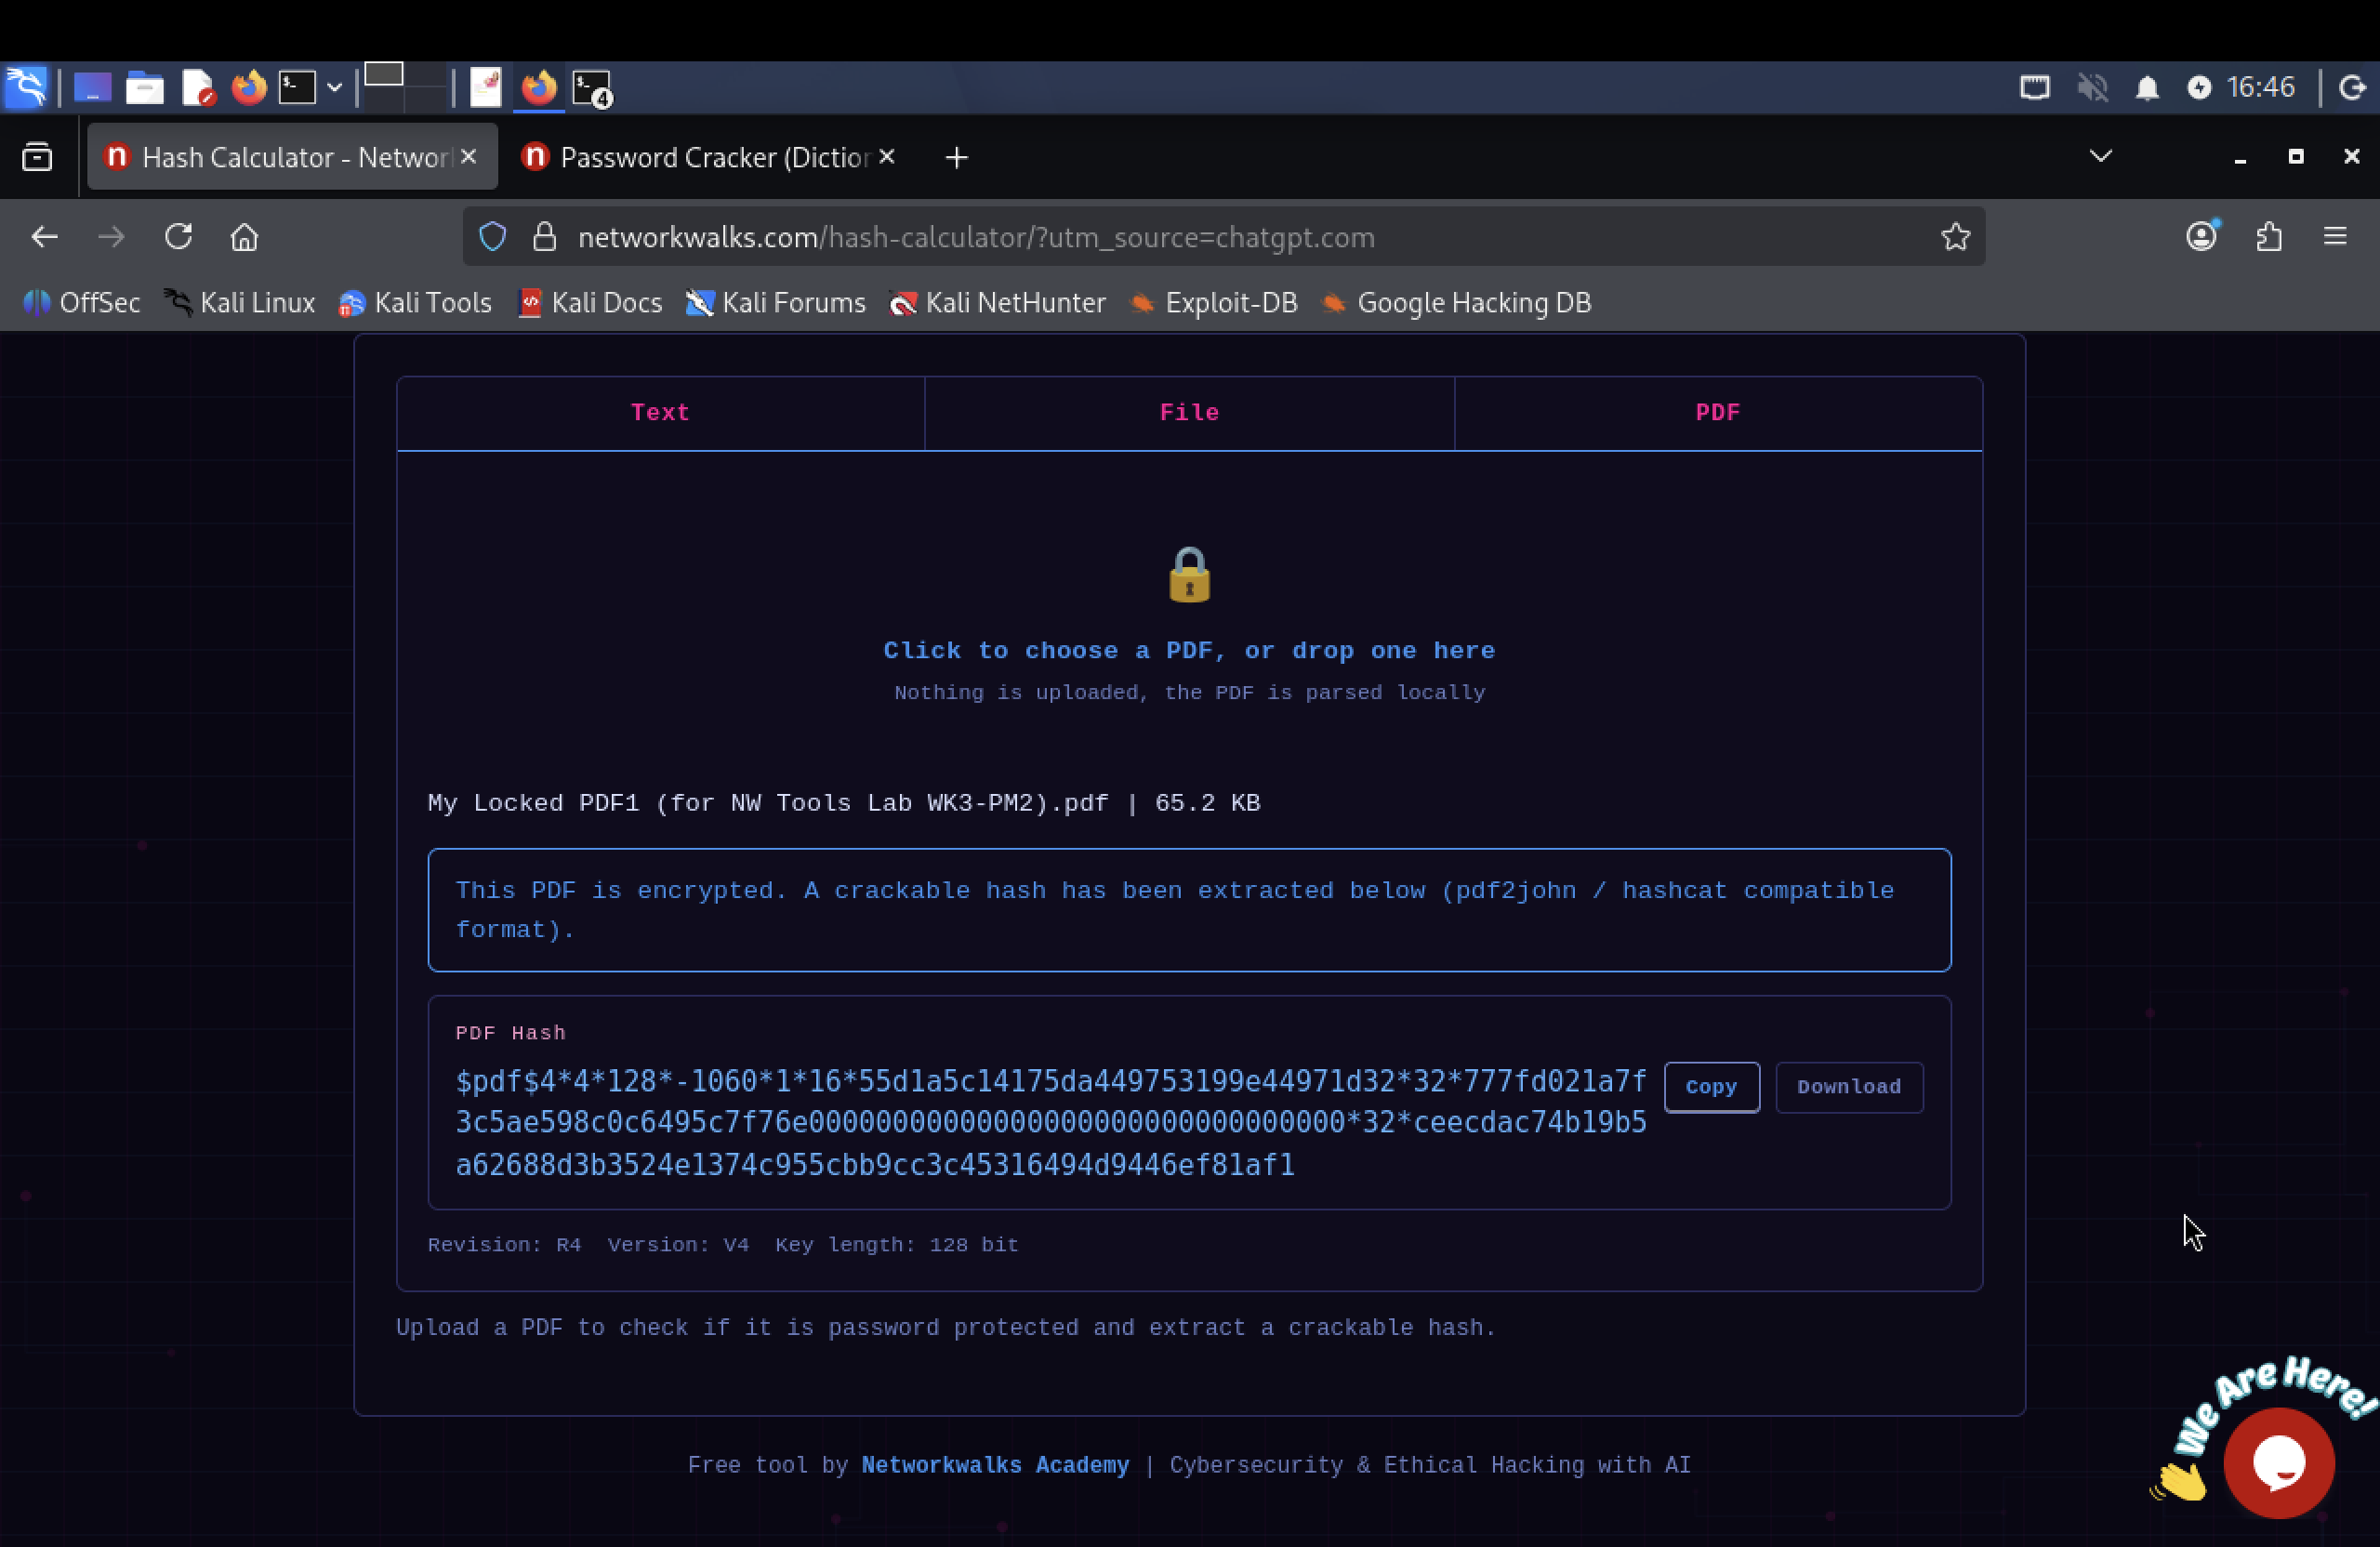 4
16:46
Hash Calculator - Networ
Password Cracker (Diction
networkwalks.com/hash-calculator/?utm_source=chatgpt.com
OffSec Kali Linux Kali Tools Kali Docs Kali Forums Kali NetHunter Exploit-DB Google Hacking DB
Text File PDF
Click to choose a PDF, or drop one here
Nothing is uploaded, the PDF is parsed locally
My Locked PDF1 (for NW Tools Lab WK3-PM2).pdf | 65.2 KB
This PDF is encrypted. A crackable hash has been extracted below (pdf2john / hashcat compatible
format).
PDF Hash
$pdf$4*4*128*-1060*1*16*55d1a5c14175da449753199e44971d32*32*777fd021a7f
3c5ae598c0c6495c7f76e00000000000000000000000000000000*32*ceecdac74b19b5
a62688d3b3524e1374c955cbb9cc3c45316494d9446ef81af1
Copy Download
Revision: R4 Version: V4 Key length: 128 bit
Upload a PDF to check if it is password protected and extract a crackable hash.
We Are Here!
Free tool by Networkwalks Academy | Cybersecurity & Ethical Hacking with AI